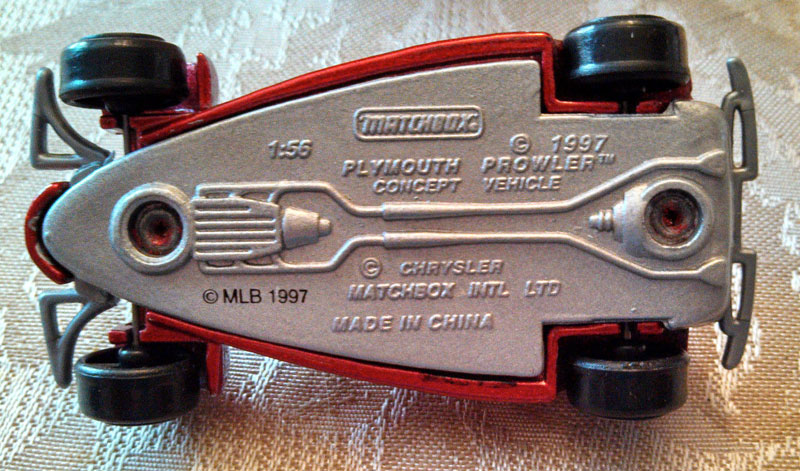 MATCHBOX
1:56
© 1997
PLYMOUTH PROWLER™
CONCEPT VEHICLE
© CHRYSLER
© MLB 1997
MATCHBOX INTL LTD
MADE IN CHINA